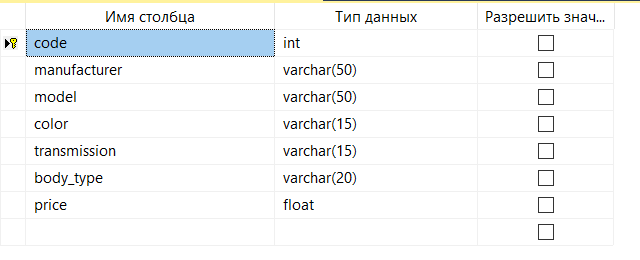 Имя столбца Тип данных Разрешить знач...
code int
manufacturer varchar(50)
model varchar(50)
color varchar(15)
transmission varchar(15)
body_type varchar(20)
price float